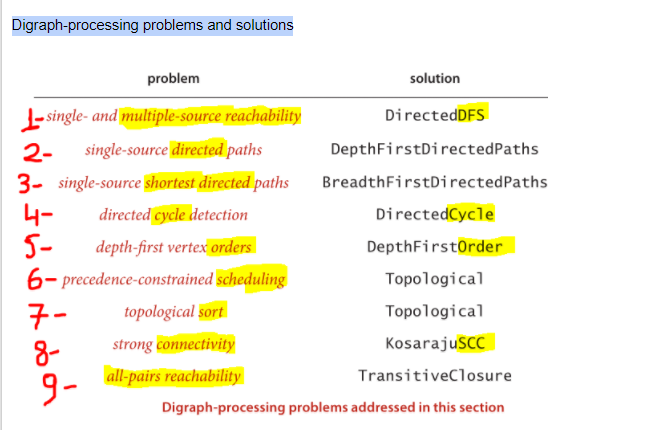 Digraph-processing problems and solutions
problem solution
1- single- and multiple-source reachability DirectedDFS
2- single-source directed paths DepthFirstDirectedPaths
3- single-source shortest directed paths BreadthFirstDirectedPaths
4- directed cycle detection DirectedCycle
5- depth-first vertex orders DepthFirstOrder
6- precedence-constrained scheduling Topological
7- topological sort Topological
8- strong connectivity KosarajuSCC
9- all-pairs reachability TransitiveClosure
Digraph-processing problems addressed in this section